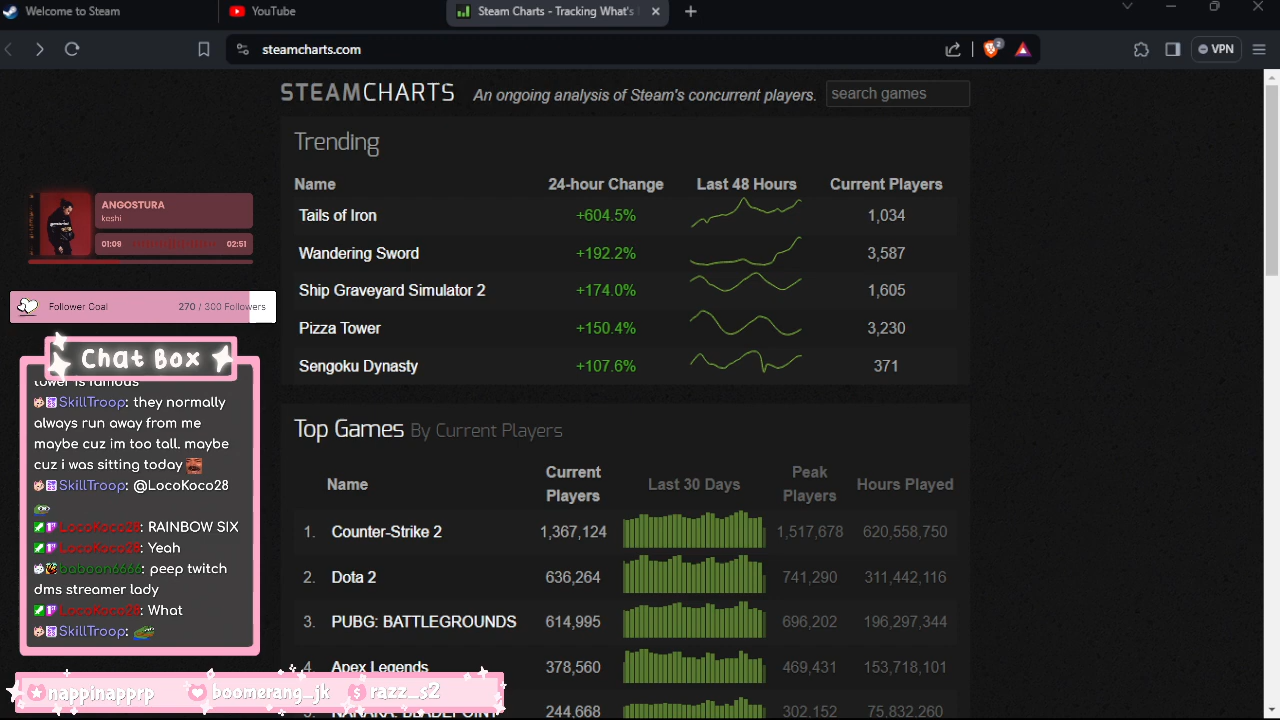 Welcome to Steam
YouTube
Steam Charts - Tracking What's
steamcharts.com
2
VPN
STEAMCHARTS
An ongoing analysis of Steam's concurrent players.
search games
Trending
Name 24-hour Change Last 48 Hours Current Players
Tails of Iron +604.5% 1,034
Wandering Sword +192.2% 3,587
Ship Graveyard Simulator 2 +174.0% 1,605
Pizza Tower +150.4% 3,230
Sengoku Dynasty +107.6% 371
Top Games By Current Players
Name Current Players Last 30 Days Peak Players Hours Played
1. Counter-Strike 2 1,367,124 1,517,678 620,558,750
2. Dota 2 636,264 741,290 311,442,116
3. PUBG: BATTLEGROUNDS 614,995 696,202 196,297,344
4. Apex Legends 378,560 469,431 153,718,101
5. NARAKA: BLADEPOINT 244,668 302,152 75,832,260
ANGOSTURA
keshi
01:09 02:51
Follower Goal 270 / 300 Followers
Chat Box
tower is famous
SkillTroop: they normally
always run away from me
maybe cuz im too tall. maybe
cuz i was sitting today
SkillTroop: @LocoKoco28
LocoKoco28: RAINBOW SIX
LocoKoco28: Yeah
baboon6666: peep twitch
dms streamer lady
LocoKoco28: What
SkillTroop:
nappinapprp boomerang_jk razz_s2